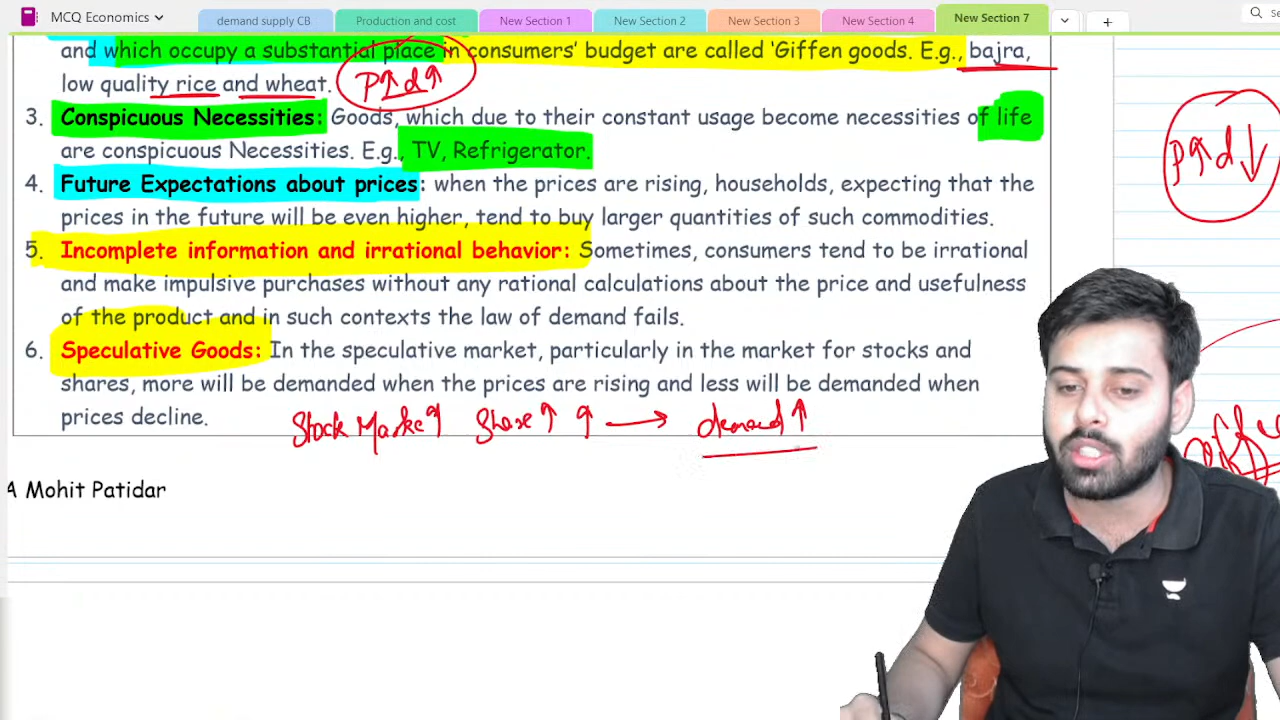 MCQ Economics
demand supply CB
Production and cost
New Section 1
New Section 2
New Section 3
New Section 4
New Section 7
and which occupy a substantial place in consumers' budget are called 'Giffen goods. E.g., bajra,
low quality rice and wheat.
P↑ d↑
3. Conspicuous Necessities: Goods, which due to their constant usage become necessities of life
are conspicuous Necessities. E.g., TV, Refrigerator.
P↑ d↓
4. Future Expectations about prices: when the prices are rising, households, expecting that the
prices in the future will be even higher, tend to buy larger quantities of such commodities.
5. Incomplete information and irrational behavior: Sometimes, consumers tend to be irrational
and make impulsive purchases without any rational calculations about the price and usefulness
of the product and in such contexts the law of demand fails.
6. Speculative Goods: In the speculative market, particularly in the market for stocks and
shares, more will be demanded when the prices are rising and less will be demanded when
prices decline.
Stock Market Share ↑ ↑ → demand ↑
A Mohit Patidar